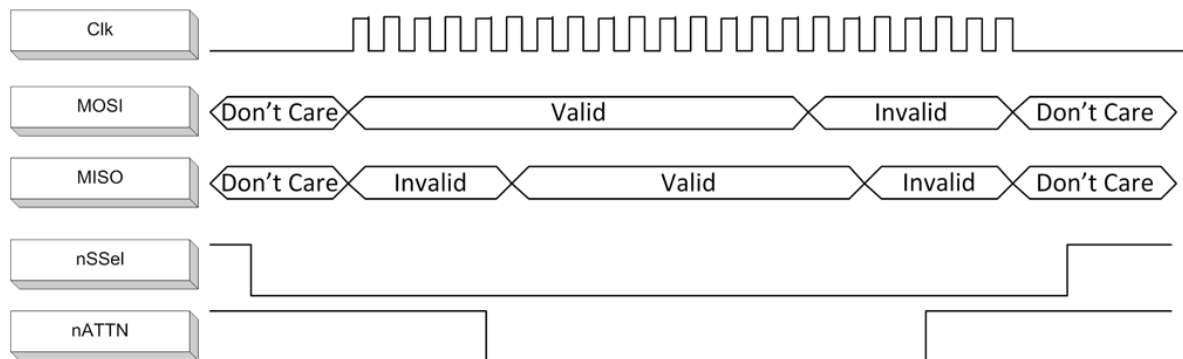 Clk
MOSI
Don't Care Valid Invalid Don't Care
MISO
Don't Care Invalid Valid Invalid Don't Care
nSSel
nATTN